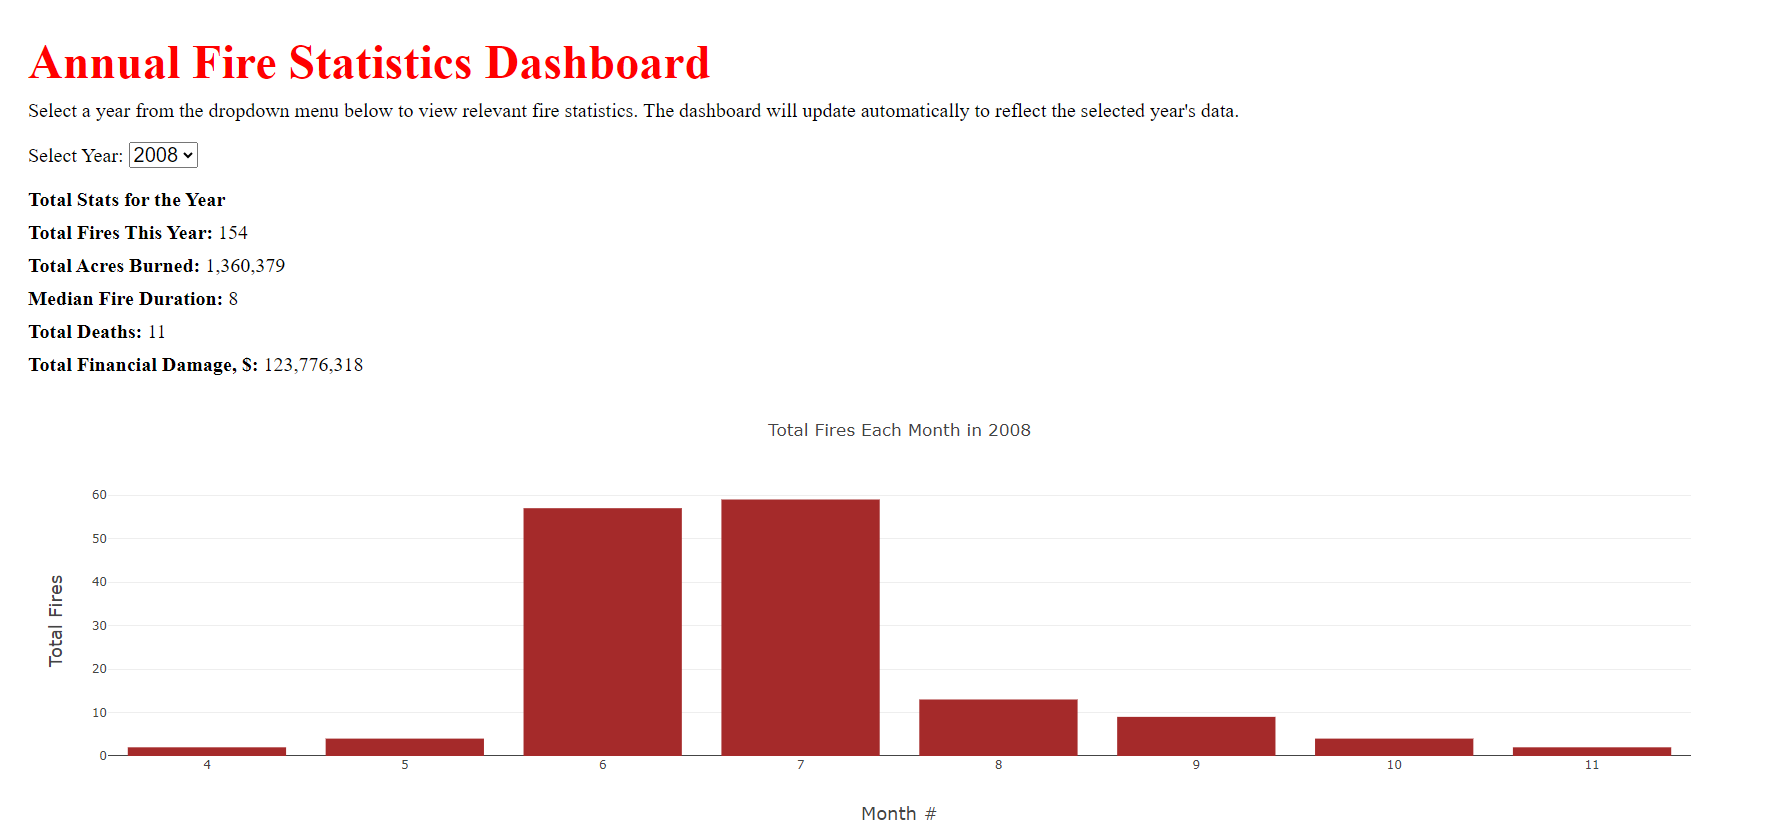 Annual Fire Statistics Dashboard
Select a year from the dropdown menu below to view relevant fire statistics. The dashboard will update automatically to reflect the selected year's data.
Select Year: 2008
Total Stats for the Year
Total Fires This Year: 154
Total Acres Burned: 1,360,379
Median Fire Duration: 8
Total Deaths: 11
Total Financial Damage, $: 123,776,318
Total Fires Each Month in 2008
60
50
40
30
20
10
0
Total Fires
4 5 6 7 8 9 10 11
Month #